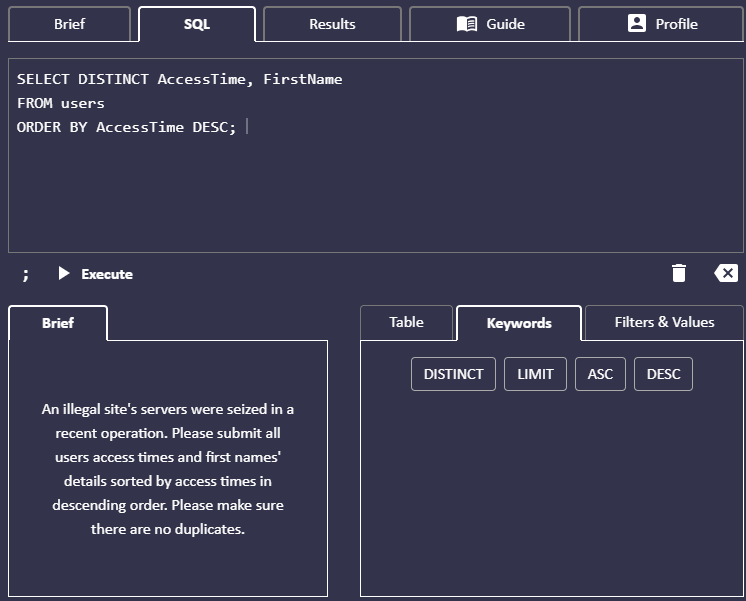 Brief
SQL
Results
Guide
Profile
SELECT DISTINCT AccessTime, FirstName
FROM users
ORDER BY AccessTime DESC;
;
Execute
Brief
An illegal site's servers were seized in a
recent operation. Please submit all
users access times and first names'
details sorted by access times in
descending order. Please make sure
there are no duplicates.
Table
Keywords
Filters & Values
DISTINCT
LIMIT
ASC
DESC